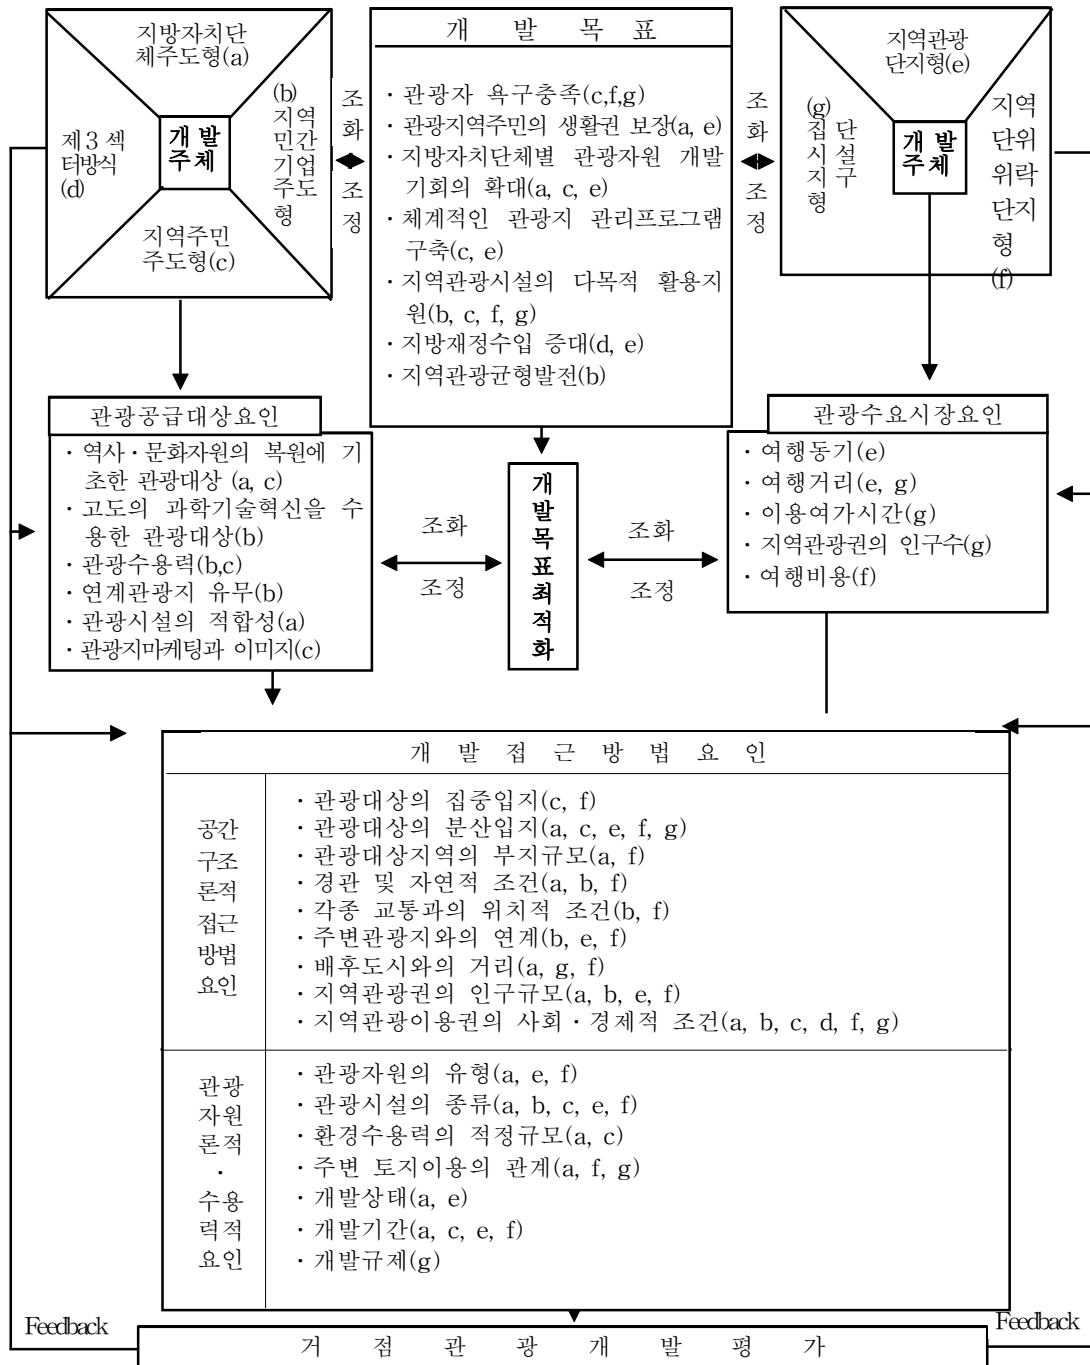 지방자치단
체주도형(a)
(b)
지역
민간
기업
주도
형
제3 섹
터방식
(d)
개 발
주 체
지역주민
주도형(c)
조
화
조
정
개 발 목 표
· 관광자 욕구충족(c,f,g)
· 관광지역주민의 생활권 보장(a, e)
· 지방자치단체별 관광자원 개발
기회의 확대(a, c, e)
· 체계적인 관광지 관리프로그램
구축(c, e)
· 지역관광시설의 다목적 활용지
원(b, c, f, g)
· 지방재정수입 증대(d, e)
· 지역관광균형발전(b)
조
화
조
정
지역관광
단지형(e)
(g)
집 단
시 설
지 구
형
개 발
주 체
지역
단위
위락
단지
형
(f)
관광공급대상요인
· 역사·문화자원의 복원에 기
초한 관광대상 (a, c)
· 고도의 과학기술혁신을 수
용한 관광대상(b)
· 관광수용력(b,c)
· 연계관광지 유무(b)
· 관광시설의 적합성(a)
· 관광지마케팅과 이미지(c)
조화
조정
개
발
목
표
최
적
화
조화
조정
관광수요시장요인
· 여행동기(e)
· 여행거리(e, g)
· 이용여가시간(g)
· 지역관광권의 인구수(g)
· 여행비용(f)
개 발 접 근 방 법 요 인
공간
구조
론적
접근
방법
요인
· 관광대상의 집중입지(c, f)
· 관광대상의 분산입지(a, c, e, f, g)
· 관광대상지역의 부지규모(a, f)
· 경관 및 자연적 조건(a, b, f)
· 각종 교통과의 위치적 조건(b, f)
· 주변관광지와의 연계(b, e, f)
· 배후도시와의 거리(a, g, f)
· 지역관광권의 인구규모(a, b, e, f)
· 지역관광이용권의 사회·경제적 조건(a, b, c, d, f, g)
관광
자원
론적
·
수용
력적
요인
· 관광자원의 유형(a, e, f)
· 관광시설의 종류(a, b, c, e, f)
· 환경수용력의 적정규모(a, c)
· 주변 토지이용의 관계(a, f, g)
· 개발상태(a, e)
· 개발기간(a, c, e, f)
· 개발규제(g)
Feedback
Feedback
거 점 관 광 개 발 평 가